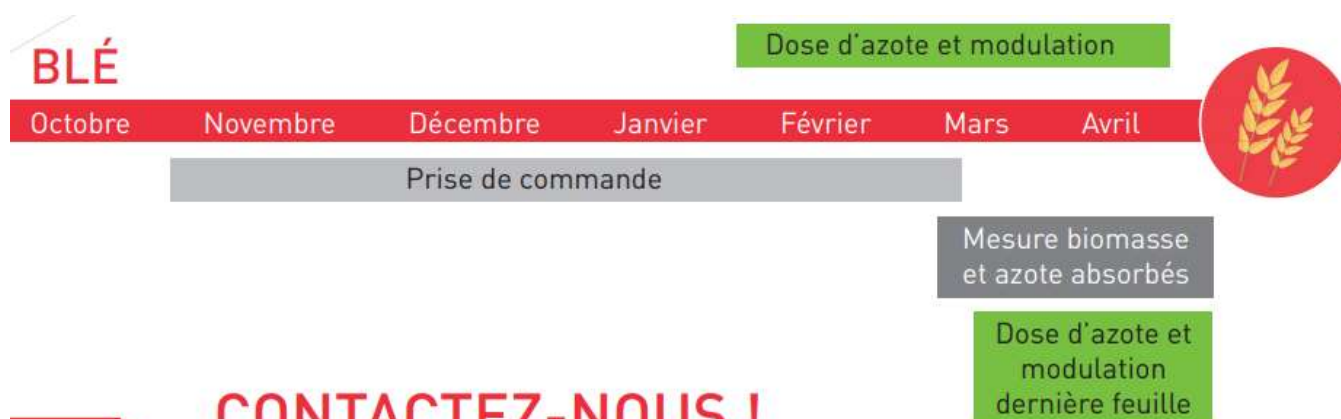 Dose d'azote et modulation
BLÉ
Octobre Novembre Décembre Janvier Février Mars Avril
Prise de commande
Mesure biomasse
et azote absorbés
Dose d'azote et
modulation
dernière feuille
CONTACTEZ-NOUS !